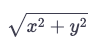 √(x² + y²)